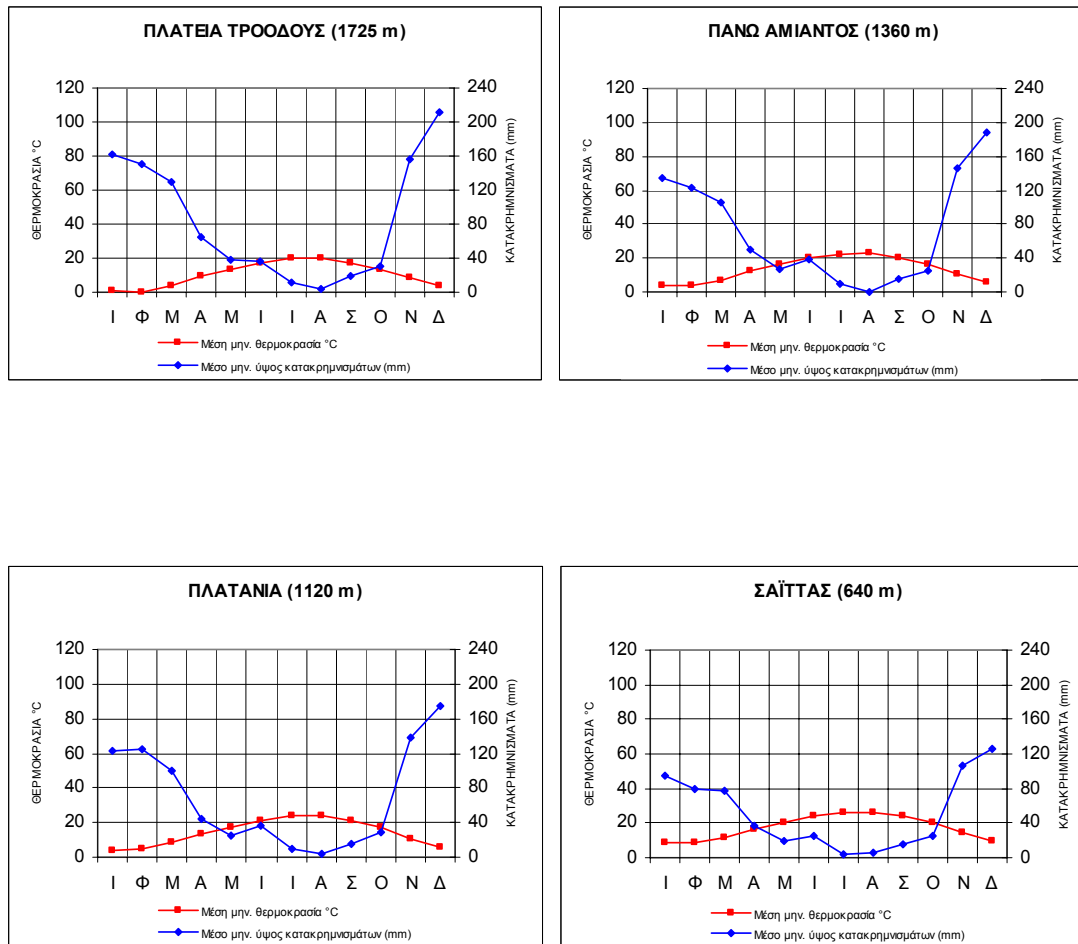 ΠΛΑΤΕΙΑ ΤΡΟΟΔΟΥΣ (1725 m)
ΘΕΡΜΟΚΡΑΣΙΑ °C
120
100
80
60
40
20
0
240
200
160
120
80
40
0
ΚΑΤΑΚΡΗΜΝΙΣΜΑΤΑ (mm)
Ι Φ Μ Α Μ Ι Ι Α Σ Ο Ν Δ
Μέση μην. θερμοκρασία °C
Μέσο μην. ύψος κατακρημνισμάτων (mm)
ΠΑΝΩ ΑΜΙΑΝΤΟΣ (1360 m)
ΘΕΡΜΟΚΡΑΣΙΑ °C
120
100
80
60
40
20
0
240
200
160
120
80
40
0
ΚΑΤΑΚΡΗΜΝΙΣΜΑΤΑ (mm)
Ι Φ Μ Α Μ Ι Ι Α Σ Ο Ν Δ
Μέση μην. θερμοκρασία °C
Μέσο μην. ύψος κατακρημνισμάτων (mm)
ΠΛΑΤΑΝΙΑ (1120 m)
ΘΕΡΜΟΚΡΑΣΙΑ °C
120
100
80
60
40
20
0
240
200
160
120
80
40
0
ΚΑΤΑΚΡΗΜΝΙΣΜΑΤΑ (mm)
Ι Φ Μ Α Μ Ι Ι Α Σ Ο Ν Δ
Μέση μην. θερμοκρασία °C
Μέσο μην. ύψος κατακρημνισμάτων (mm)
ΣΑΪΤΤΑΣ (640 m)
ΘΕΡΜΟΚΡΑΣΙΑ °C
120
100
80
60
40
20
0
240
200
160
120
80
40
0
ΚΑΤΑΚΡΗΜΝΙΣΜΑΤΑ (mm)
Ι Φ Μ Α Μ Ι Ι Α Σ Ο Ν Δ
Μέση μην. θερμοκρασία °C
Μέσο μην. ύψος κατακρημνισμάτων (mm)